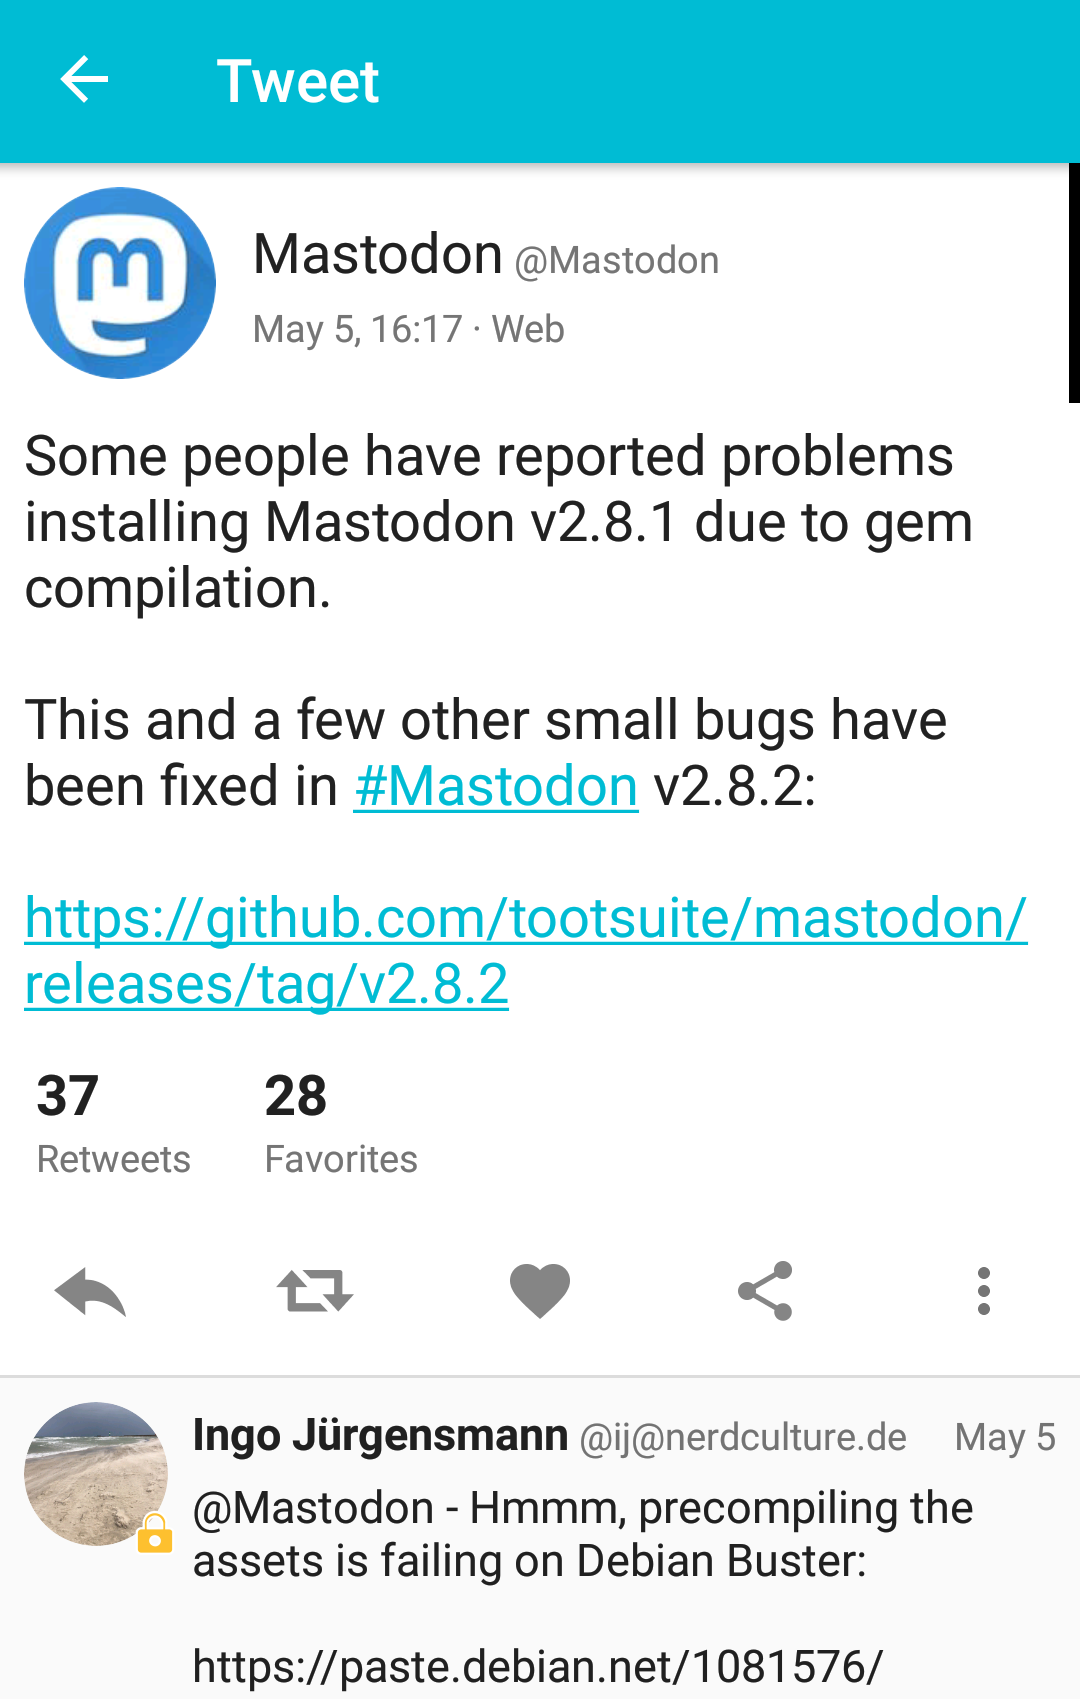 Tweet
Mastodon @Mastodon
May 5, 16:17 · Web
Some people have reported problems
installing Mastodon v2.8.1 due to gem
compilation.
This and a few other small bugs have
been fixed in #Mastodon v2.8.2:
https://github.com/tootsuite/mastodon/
releases/tag/v2.8.2
37 28
Retweets Favorites
Ingo Jürgensmann @ij@nerdculture.de May 5
@Mastodon - Hmmm, precompiling the
assets is failing on Debian Buster:
https://paste.debian.net/1081576/